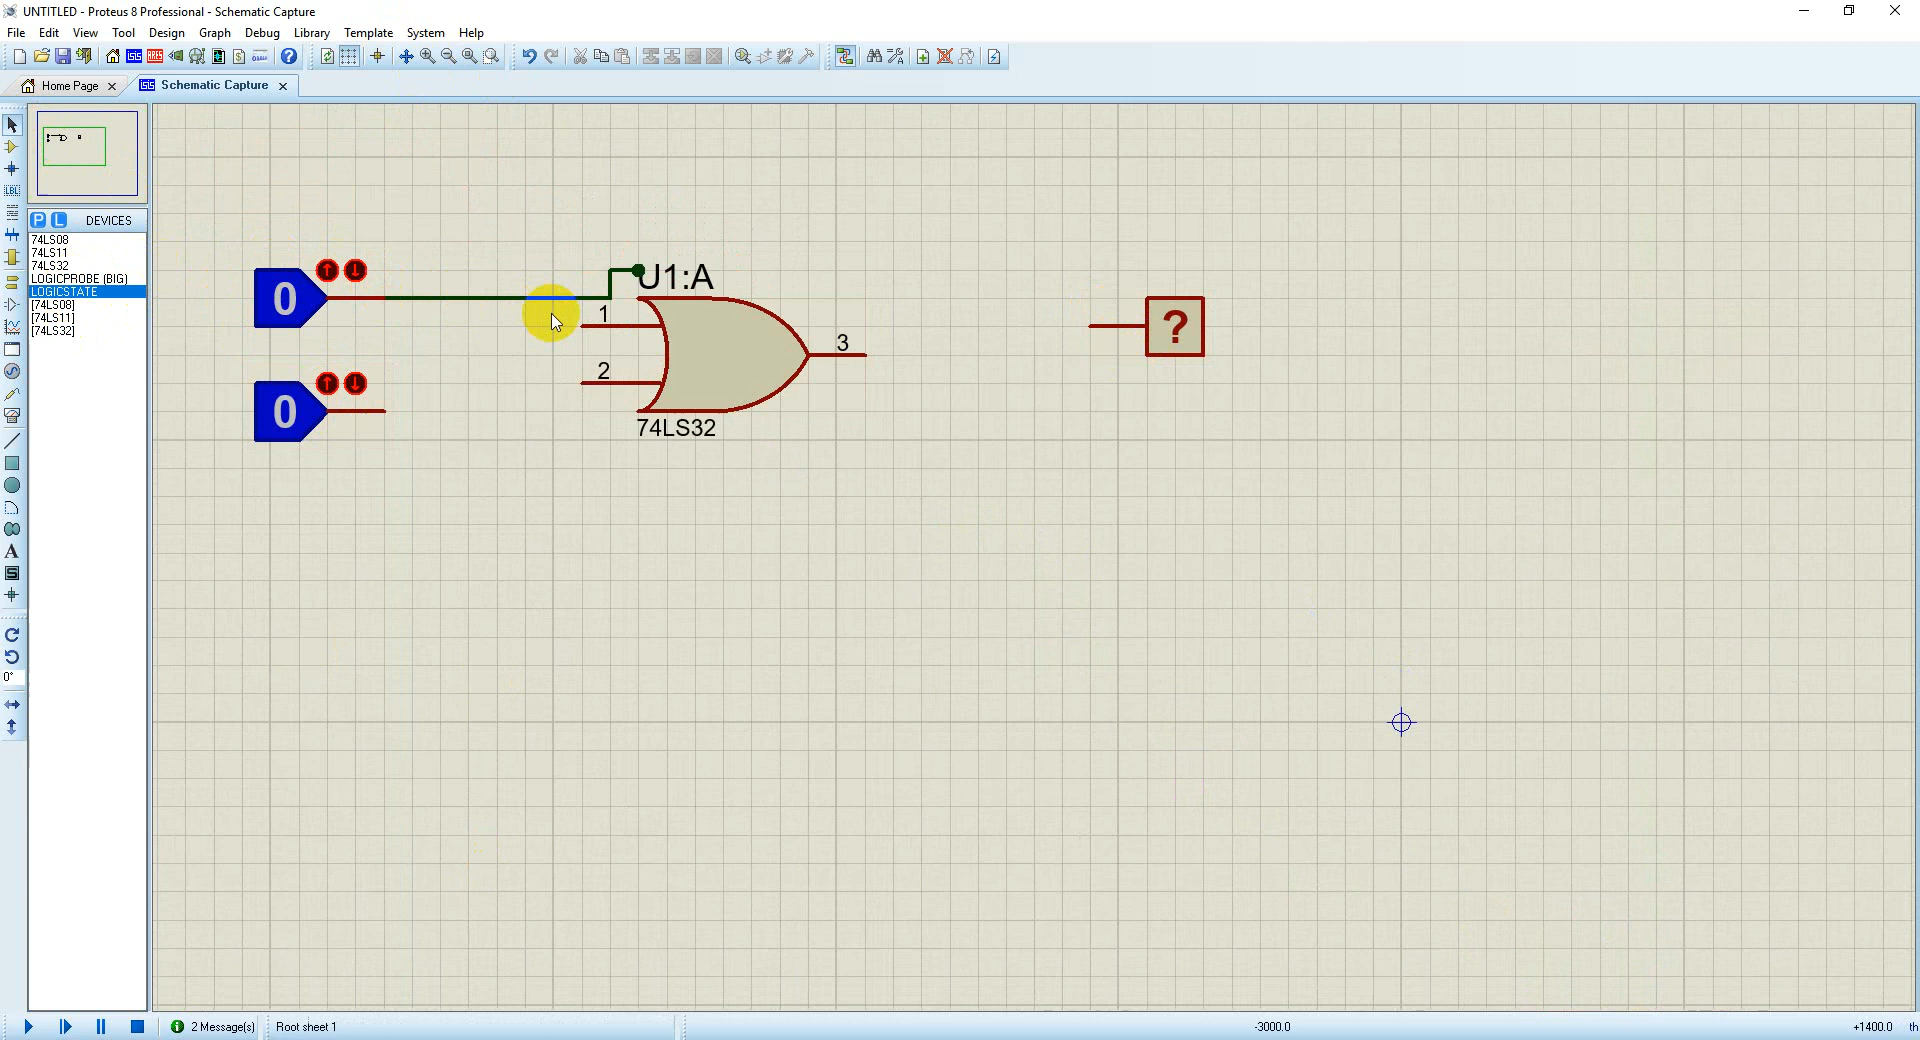 UNTITLED - Proteus 8 Professional - Schematic Capture
File Edit View Tool Design Graph Debug Library Template System Help
Home Page Schematic Capture
P L DEVICES
74LS08
74LS11
74LS32
LOGICPROBE (BIG)
LOGICSTATE
[74LS08]
[74LS11]
[74LS32]
LBL
A
S
0°
U1:A
0
1
?
3
2
0
74LS32
2 Message(s) Root sheet 1 -3000.0 +1400.0 th